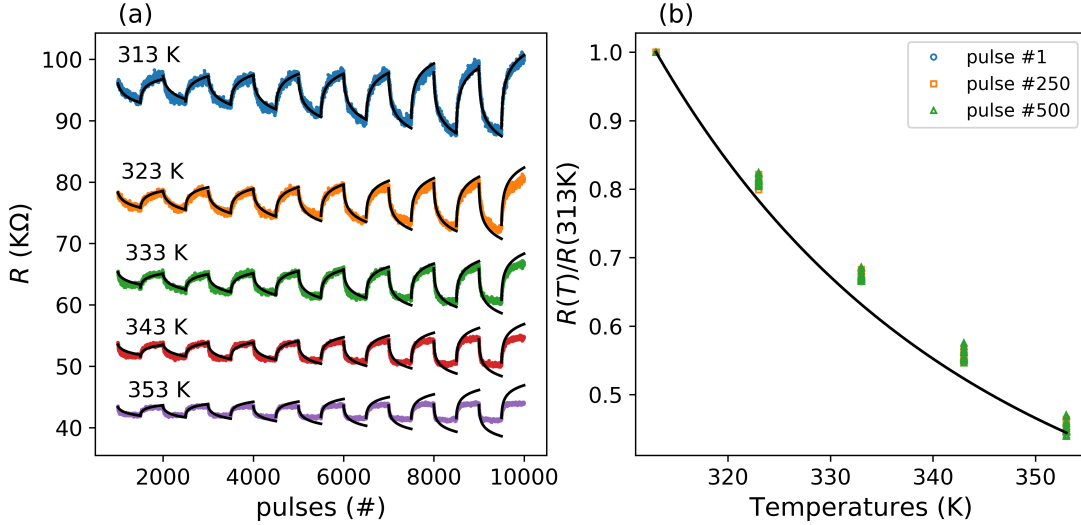 (a)
313 K
323 K
333 K
343 K
353 K
100
90
80
70
60
50
40
R (KΩ)
2000 4000 6000 8000 10000
pulses (#)
(b)
pulse #1
pulse #250
pulse #500
1.0
0.9
0.8
0.7
0.6
0.5
R(T)/R(313K)
320 330 340 350
Temperatures (K)